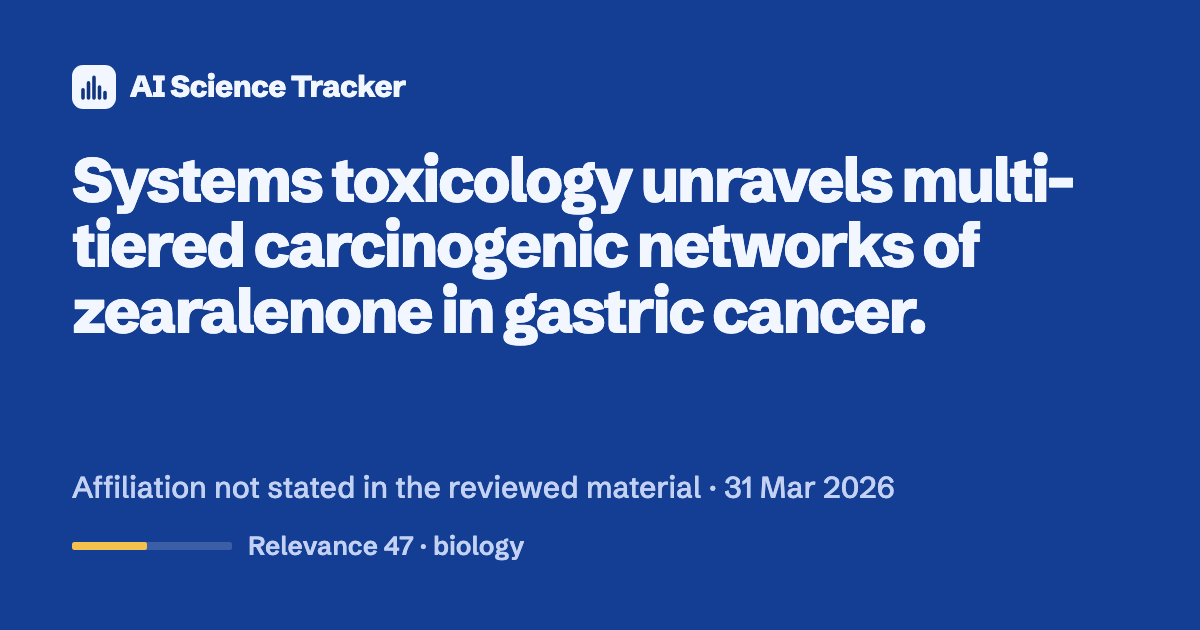 AI Science Tracker
Systems toxicology unravels multi-
tiered carcinogenic networks of
zearalenone in gastric cancer.
Affiliation not stated in the reviewed material · 31 Mar 2026
Relevance 47 · biology